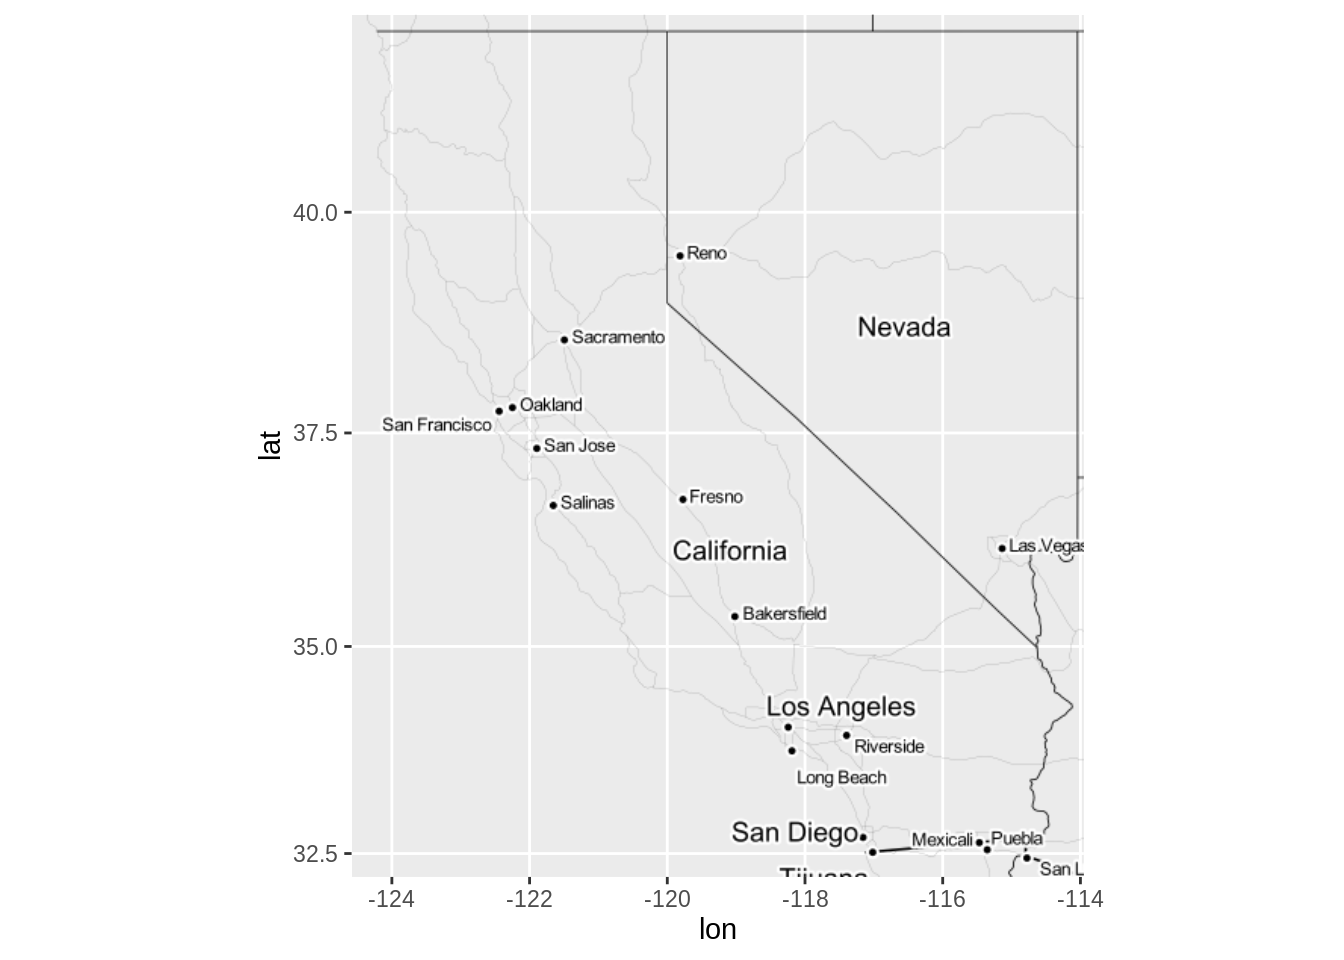 40.0
Reno
Nevada
Sacramento
Oakland
San Francisco
lat
37.5
San Jose
Fresno
Salinas
California
Las Vegas
Bakersfield
35.0
Los Angeles
Riverside
Long Beach
San Diego
Mexicali
Puebla
32.5
San L
Tijuana
-124 -122 -120 -118 -116 -114
lon